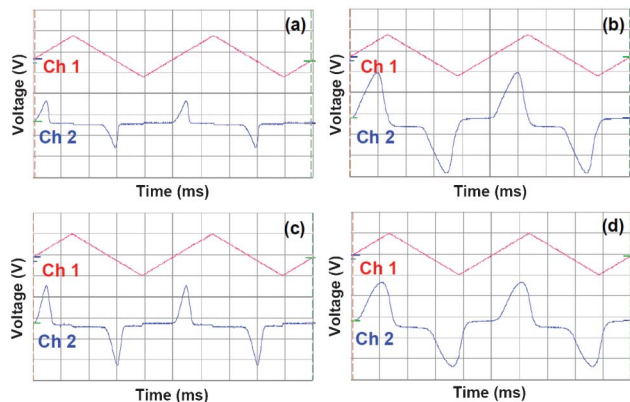 (a)
Ch 1
Ch 2
Voltage (V)
Time (ms)
(b)
Ch 1
Ch 2
Voltage (V)
Time (ms)
(c)
Ch 1
Ch 2
Voltage (V)
Time (ms)
(d)
Ch 1
Ch 2
Voltage (V)
Time (ms)